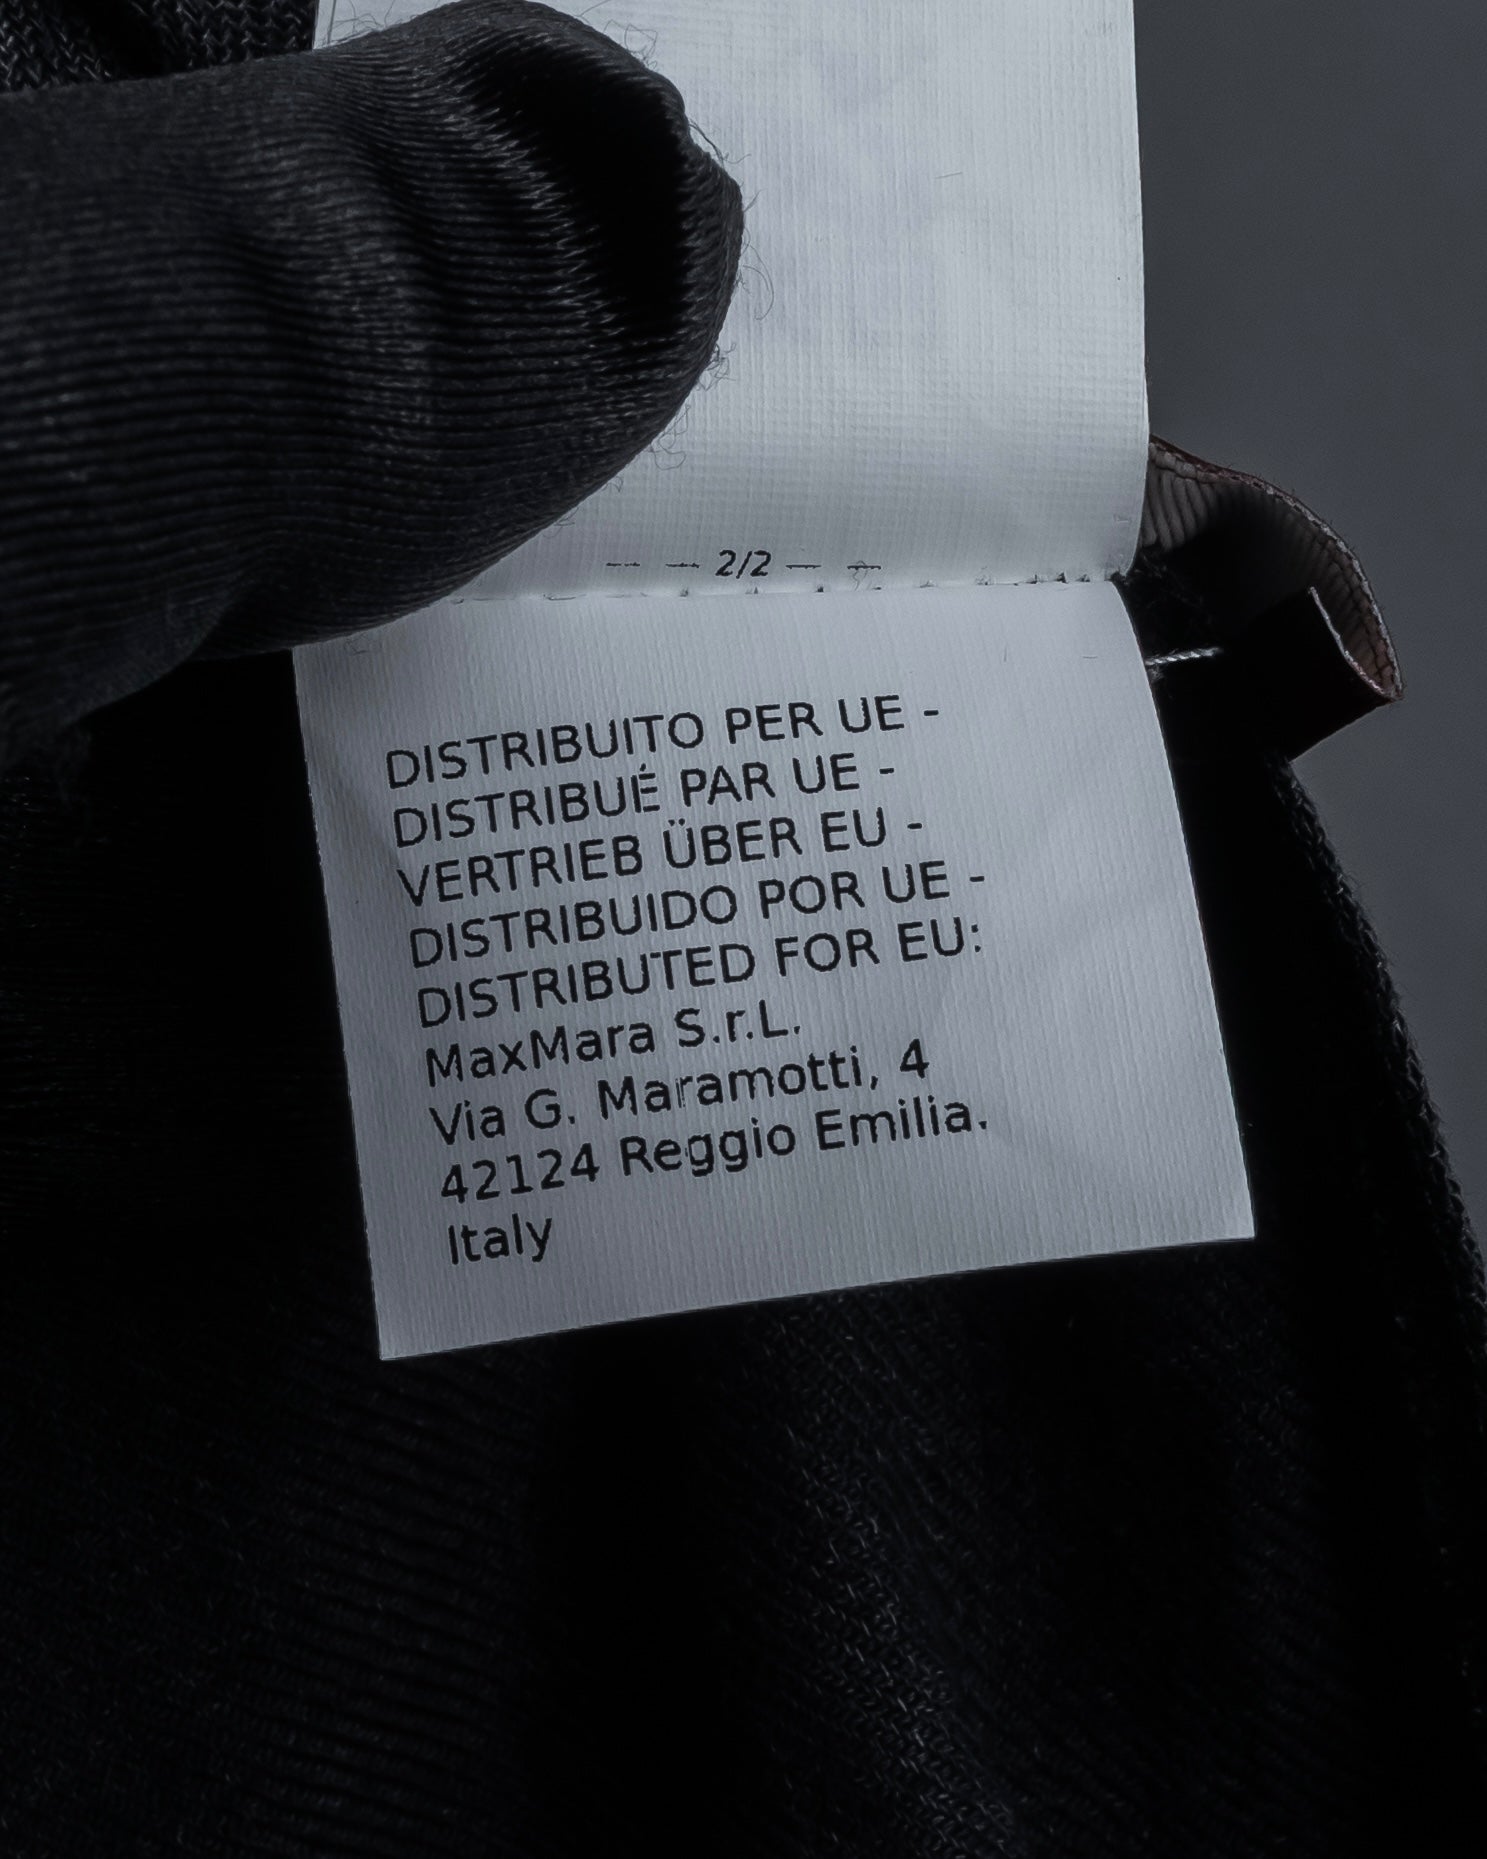 -- -- 2/2 -- --
DISTRIBUITO PER UE -
DISTRIBUÉ PAR UE -
VERTRIEB ÜBER EU -
DISTRIBUIDO POR UE -
DISTRIBUTED FOR EU:
MaxMara S.r.L.
Via G. Maramotti, 4
42124 Reggio Emilia.
Italy